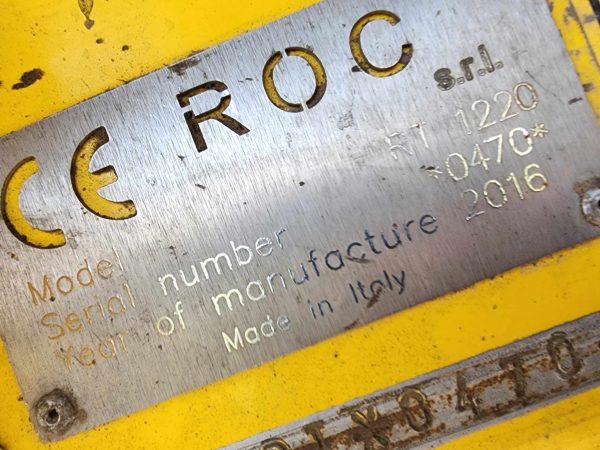 CE ROC s.r.l.
Model RT 1220
Serial number *0470*
Year of manufacture 2016
Made in Italy